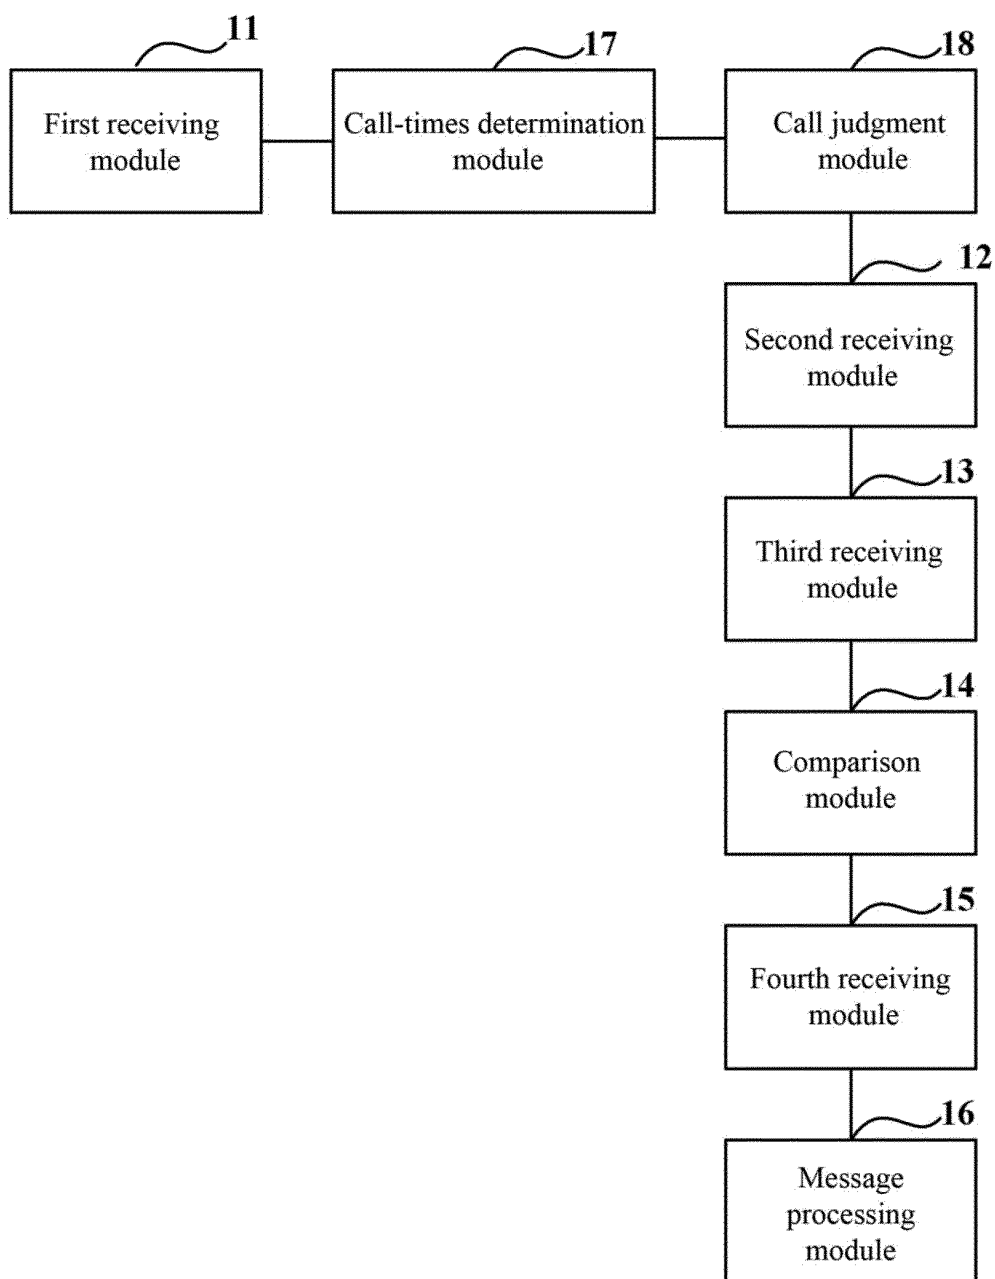 11
17
18
First receiving
module
Call-times determination
module
Call judgment
module
12
Second receiving
module
13
Third receiving
module
14
Comparison
module
15
Fourth receiving
module
16
Message
processing
module